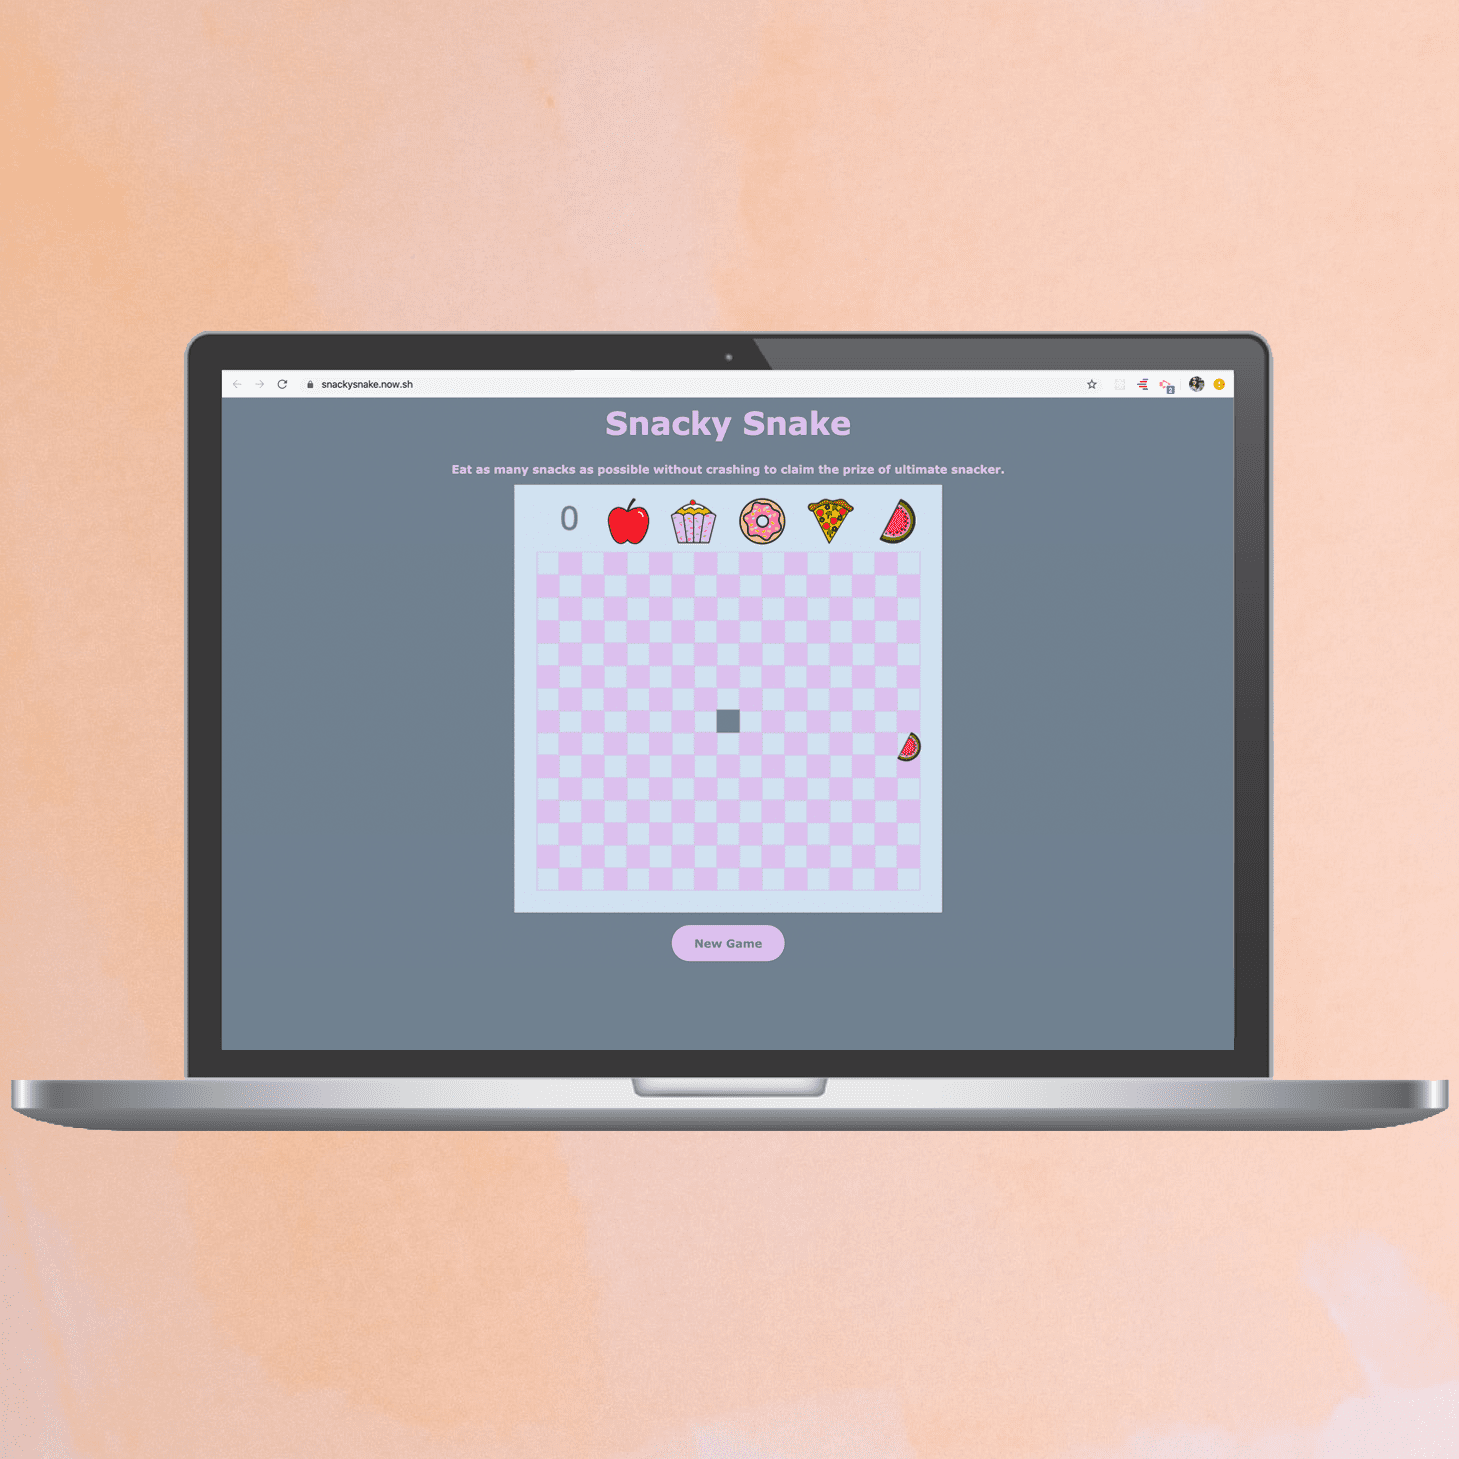 snackysnake.now.sh
2
Snacky Snake
Eat as many snacks as possible without crashing to claim the prize of ultimate snacker.
0
New Game